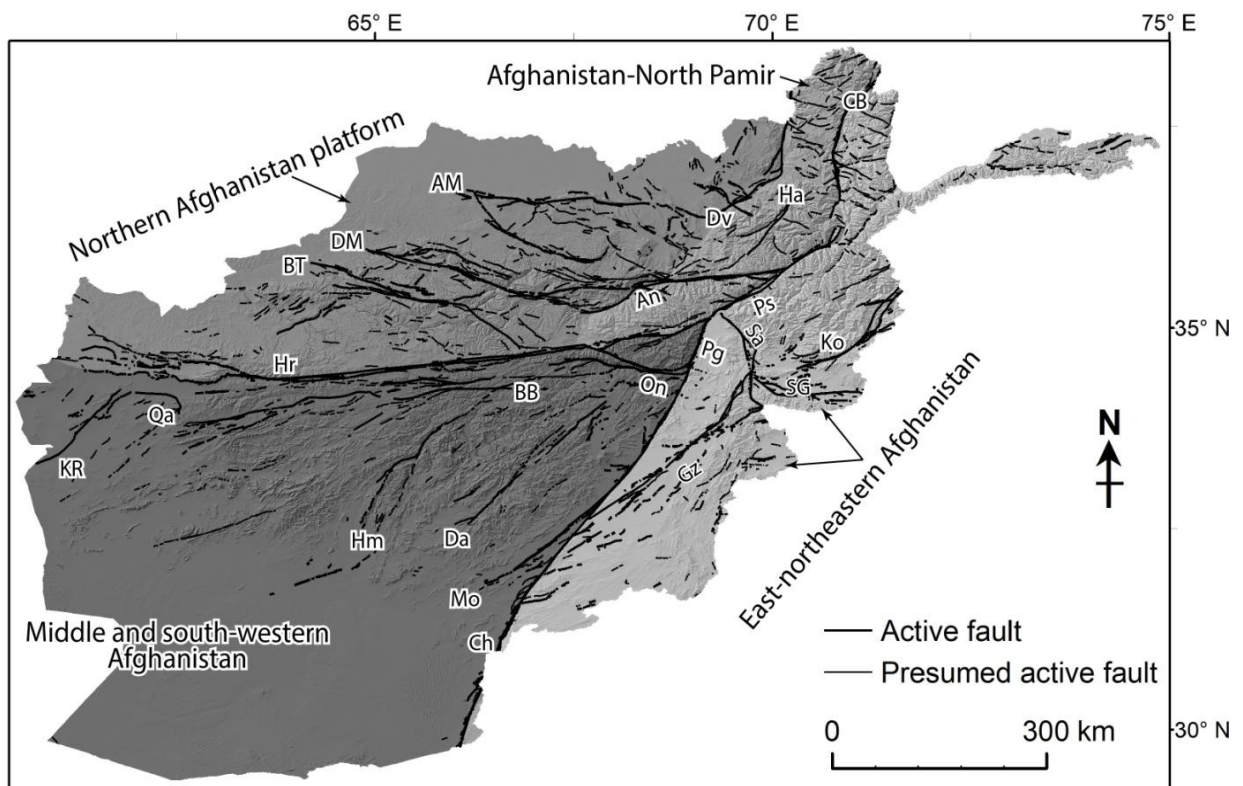 65° E
70° E
75° E
Afghanistan-North Pamir
CB
Northern Afghanistan platform
AM
Ha
Dv
DM
BT
An
Ps
35° N
Sa
Ko
Hr
Pg
BB
On
SG
Qa
KR
Gz
N
Hm
Da
East-northeastern Afghanistan
Mo
Middle and south-western
Afghanistan
Ch
Active fault
Presumed active fault
0
300 km
30° N